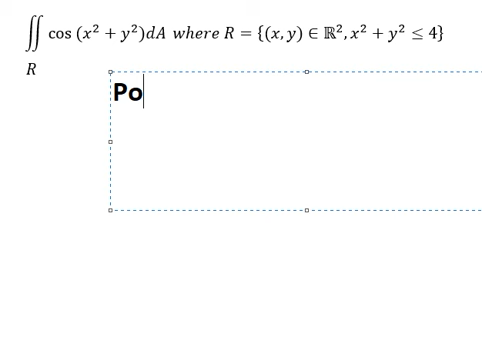 ∬ cos (x² + y²)dA where R = {(x, y) ∈ ℝ², x² + y² ≤ 4}
R
Po